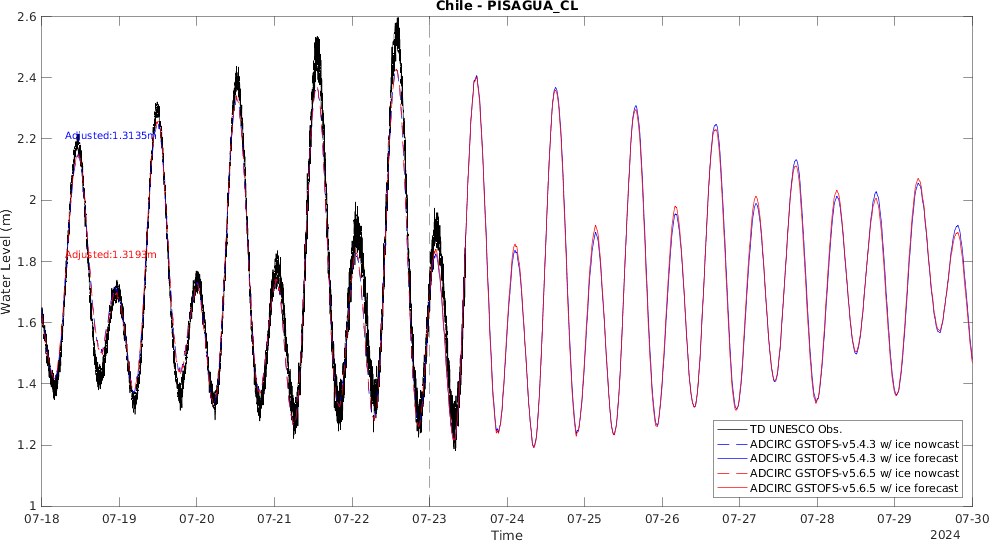 Chile - PISAGUA_CL
2.6
2.4
2.2
2
1.8
1.6
1.4
1.2
1
Water Level (m)
Adjusted:1.3135m
Adjusted:1.3193m
TD UNESCO Obs.
ADCIRC GSTOFS-v5.4.3 w/ ice nowcast
ADCIRC GSTOFS-v5.4.3 w/ ice forecast
ADCIRC GSTOFS-v5.6.5 w/ ice nowcast
ADCIRC GSTOFS-v5.6.5 w/ ice forecast
07-18 07-19 07-20 07-21 07-22 07-23 07-24 07-25 07-26 07-27 07-28 07-29 07-30
Time
2024